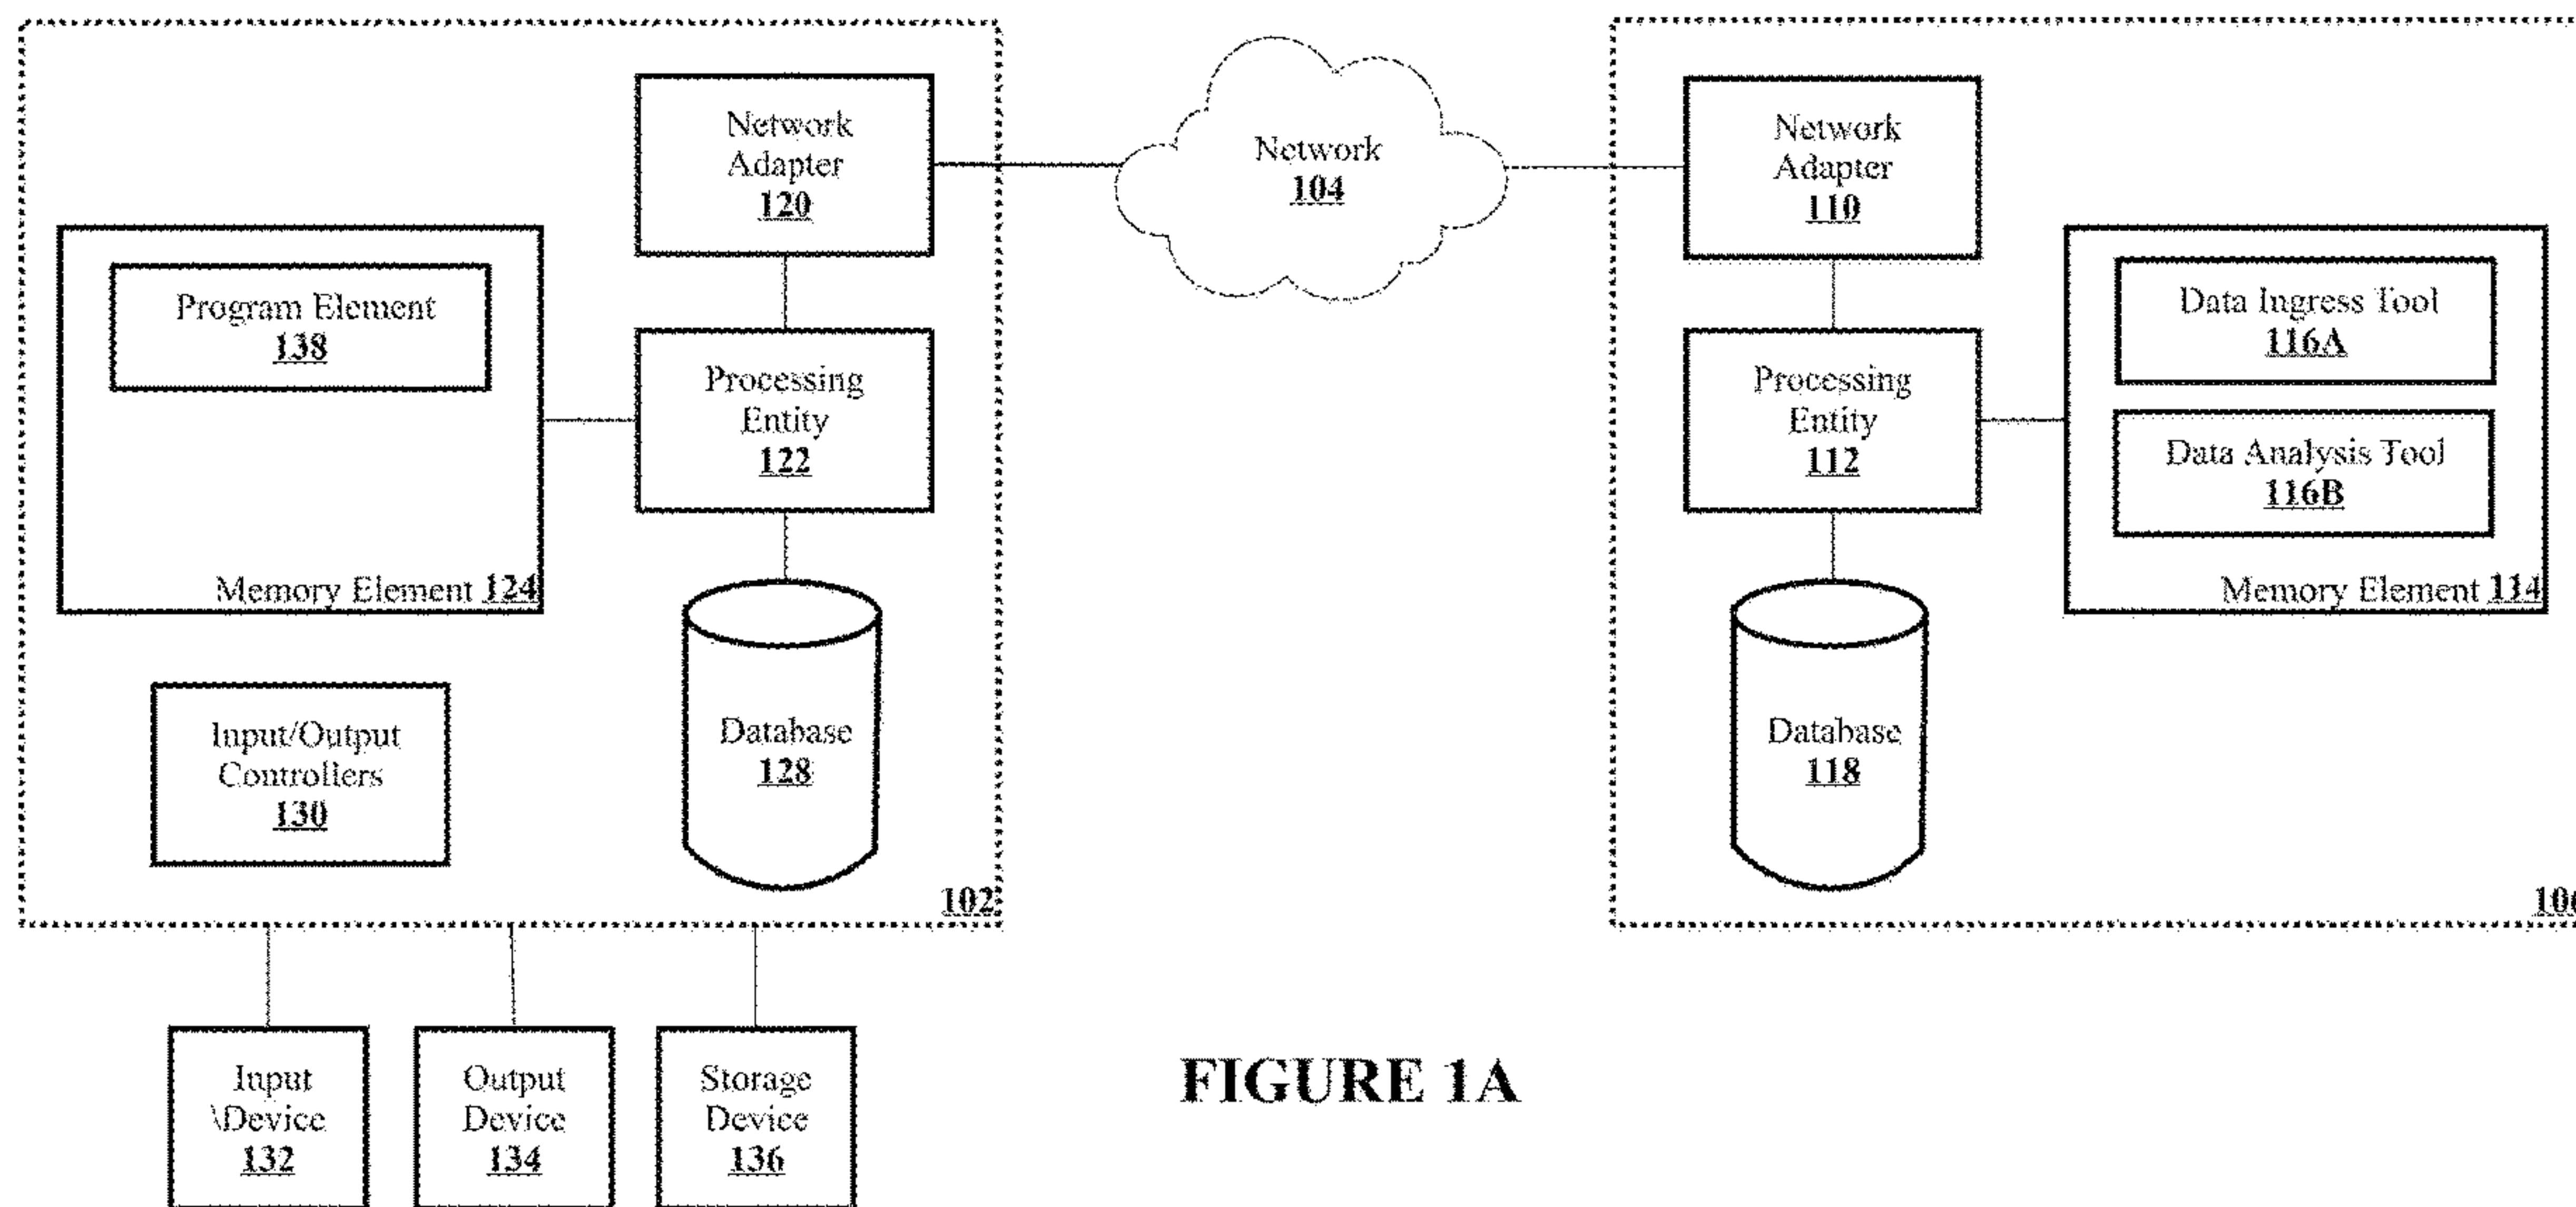 Network
Adapter
120
Program Element
138
Processing
Entity
122
Memory Element 124
Input/Output
Controllers
130
Database
128
102
Input
\Device
132
Output
Device
134
Storage
Device
136
Network
104
Network
Adapter
110
Processing
Entity
112
Data Ingress Tool
116A
Data Analysis Tool
116B
Memory Element 114
Database
118
106
FIGURE 1A